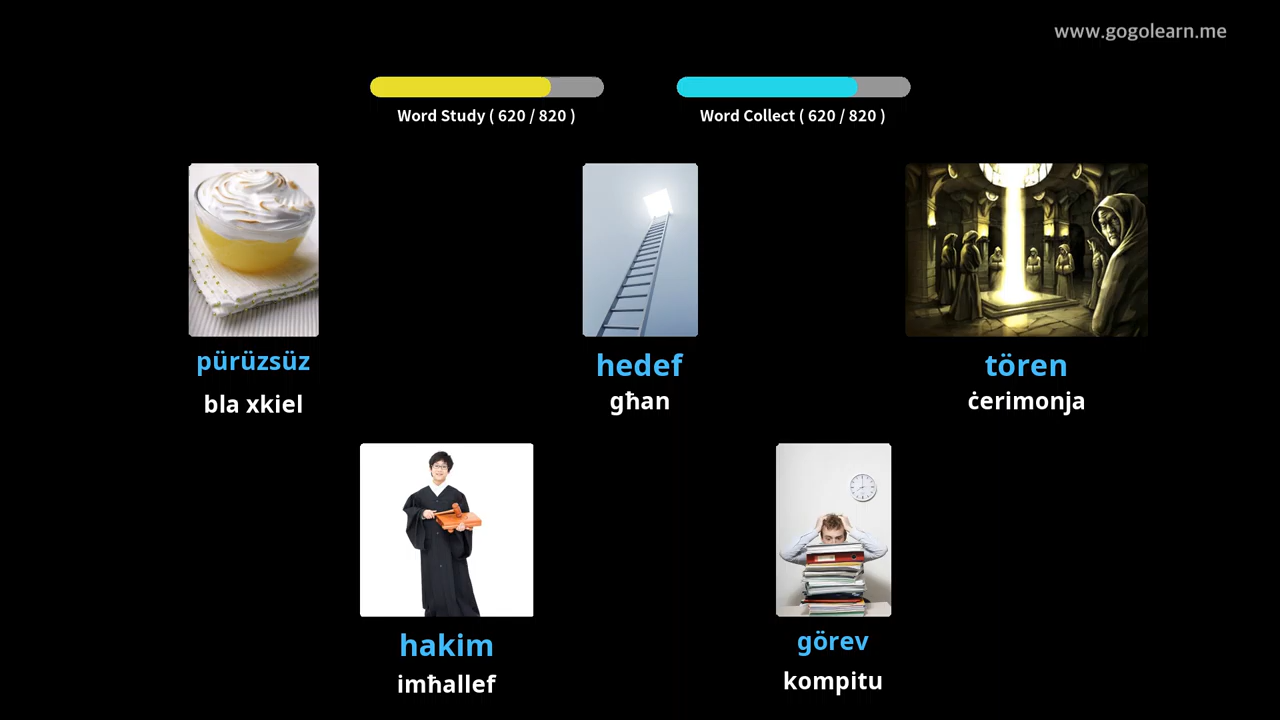 www.gogolearn.me
Word Study ( 620 / 820 )
Word Collect ( 620 / 820 )
pürüzsüz
bla xkiel
hedef
għan
tören
ċerimonja
hakim
imħallef
görev
kompitu